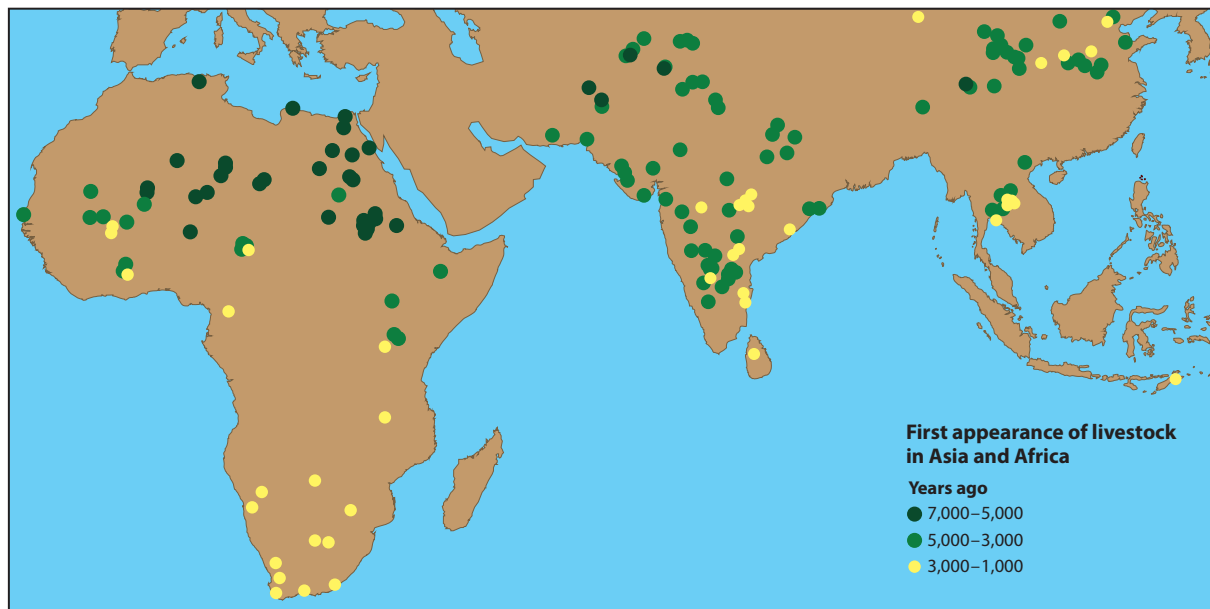 First appearance of livestock
in Asia and Africa
Years ago
7,000–5,000
5,000–3,000
3,000–1,000